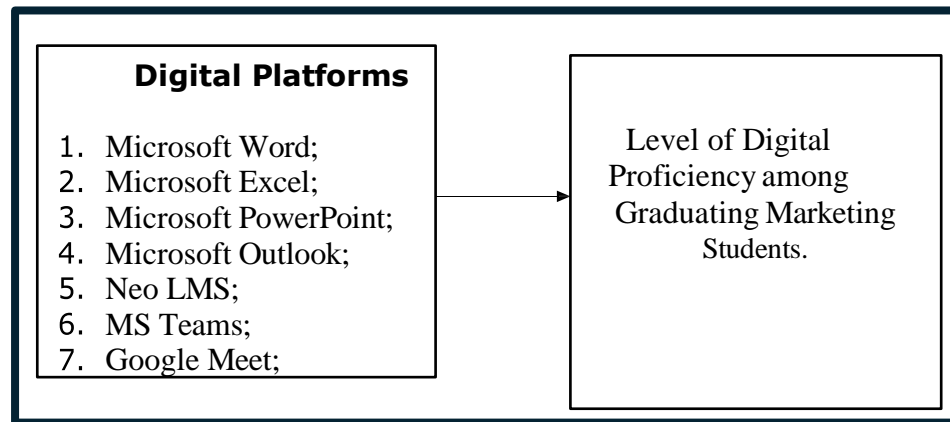 Digital Platforms
1. Microsoft Word;
2. Microsoft Excel;
3. Microsoft PowerPoint;
4. Microsoft Outlook;
5. Neo LMS;
6. MS Teams;
7. Google Meet;
Level of Digital
Proficiency among
Graduating Marketing
Students.